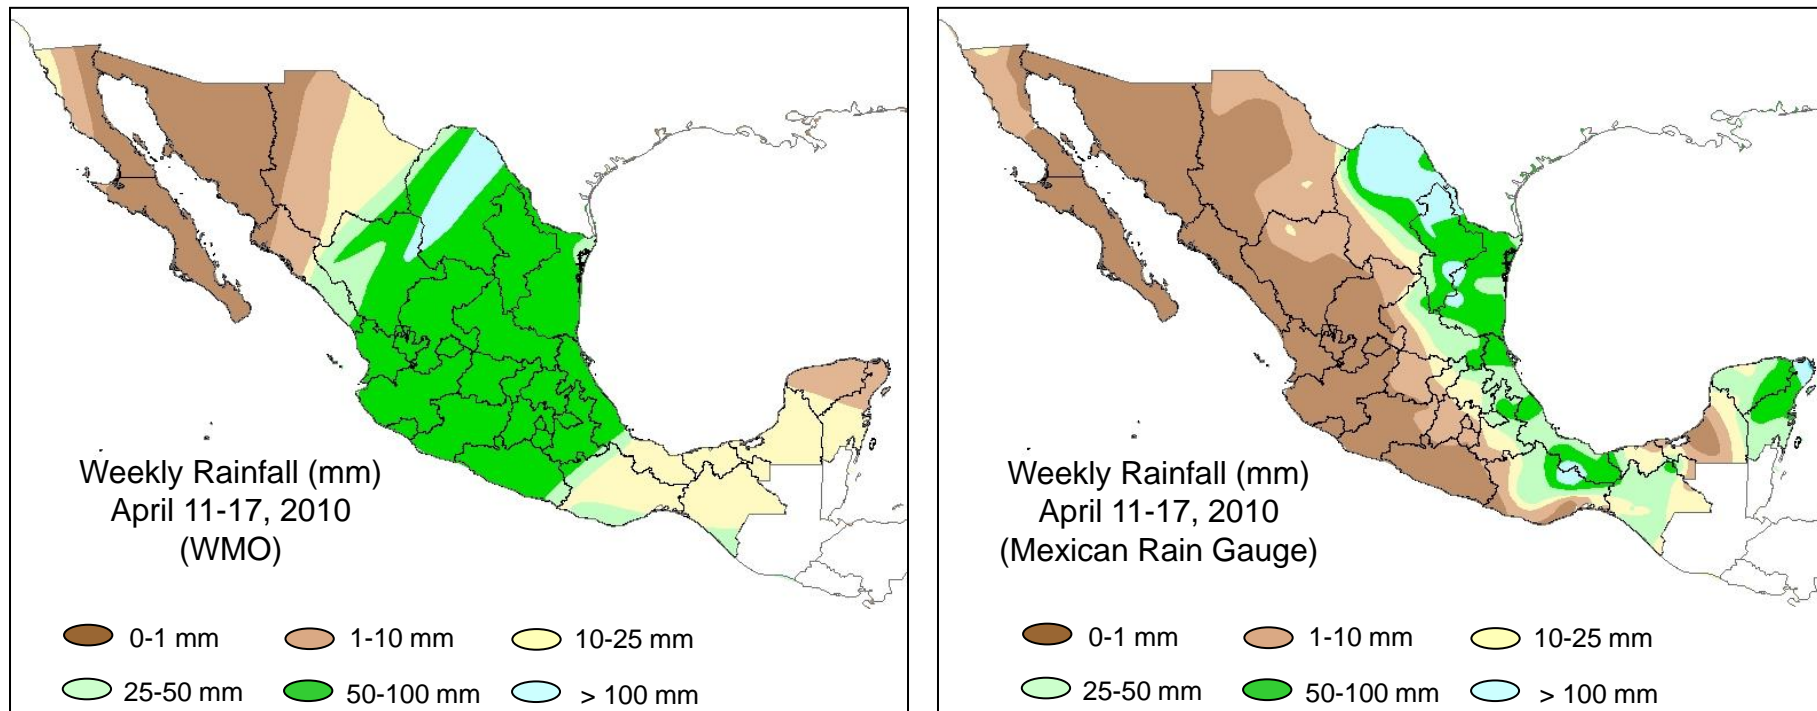 Weekly Rainfall (mm)
April 11-17, 2010
(WMO)
0-1 mm
1-10 mm
10-25 mm
25-50 mm
50-100 mm
> 100 mm
Weekly Rainfall (mm)
April 11-17, 2010
(Mexican Rain Gauge)
0-1 mm
1-10 mm
10-25 mm
25-50 mm
50-100 mm
> 100 mm